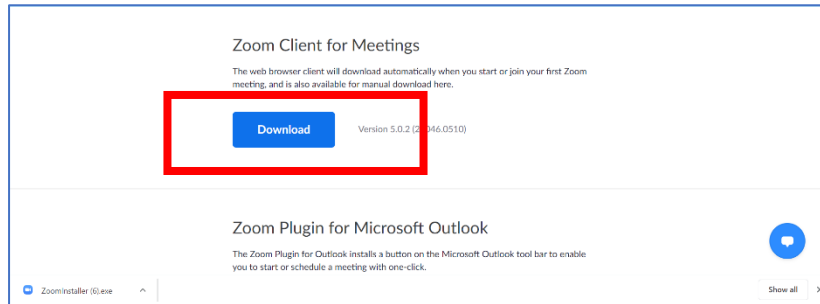 Zoom Client for Meetings
The web browser client will download automatically when you start or join your first Zoom
meeting, and is also available for manual download here.
Download
Version 5.0.2
Zoom Plugin for Microsoft Outlook
The Zoom Plugin for Outlook installs a button on the Microsoft Outlook tool bar to enable
you to start or schedule a meeting with one-click.
ZoomInstaller (6).exe
Show all